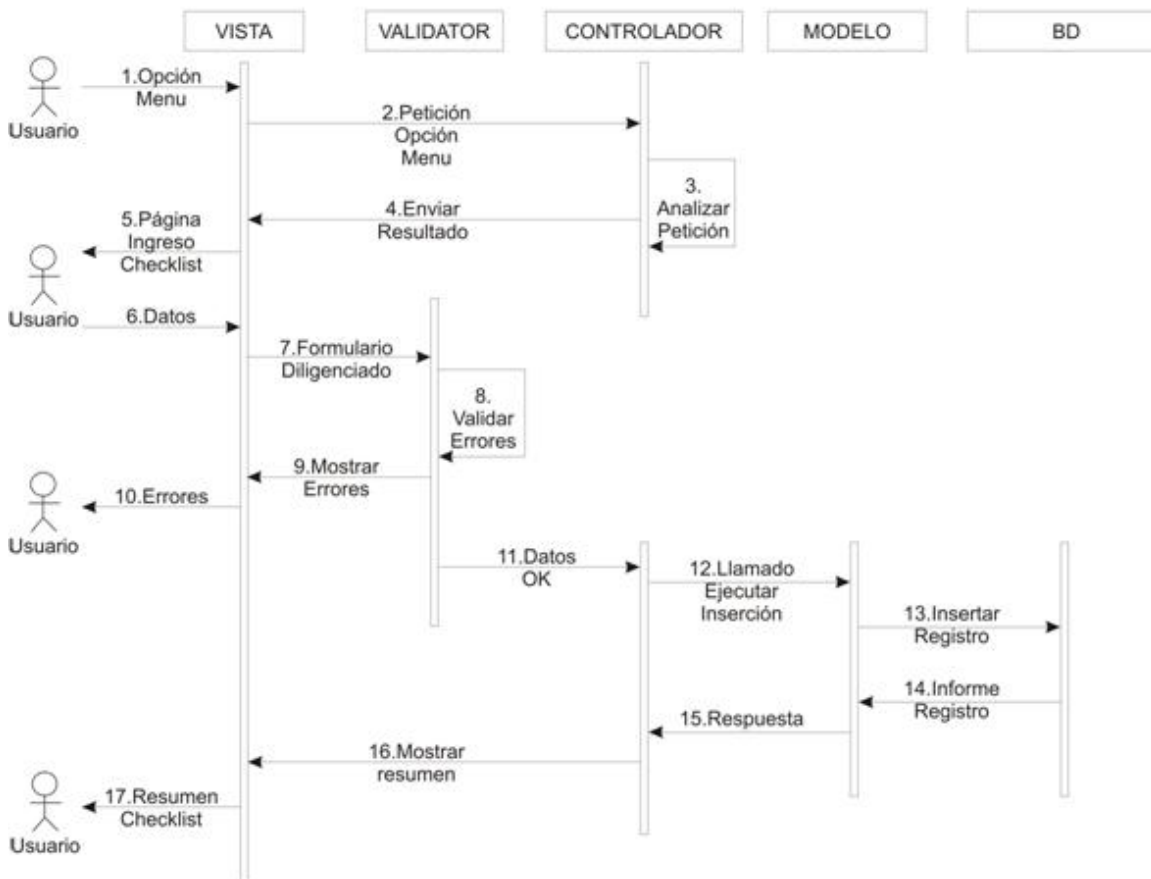 VISTA
VALIDATOR
CONTROLADOR
MODELO
BD
1.Opción
Menu
Usuario
2.Petición
Opción
Menu
3.
Analizar
Petición
4.Enviar
Resultado
5.Página
Ingreso
Checklist
Usuario
6.Datos
7.Formulario
Diligenciado
8.
Validar
Errores
9.Mostrar
Errores
10.Errores
Usuario
11.Datos
OK
12.Llamado
Ejecutar
Inserción
13.Insertar
Registro
14.Informe
Registro
15.Respuesta
16.Mostrar
resumen
17.Resumen
Checklist
Usuario